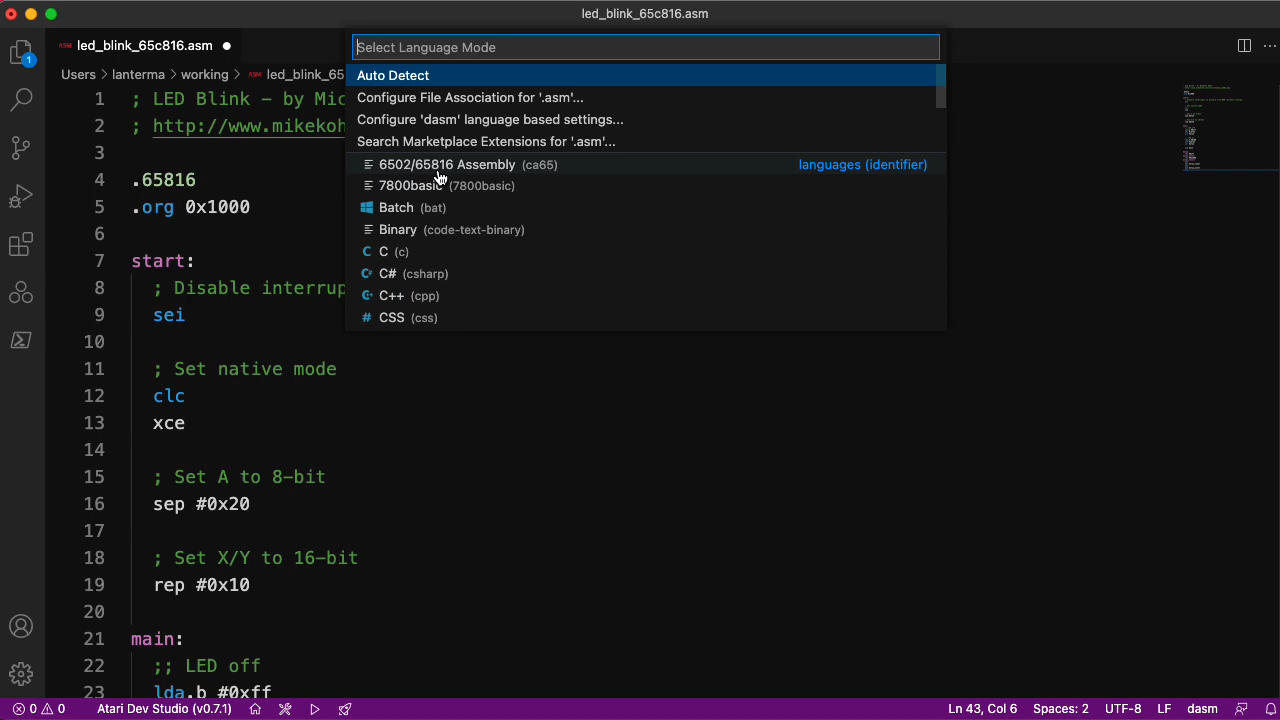 led_blink_65c816.asm
ASM led_blink_65c816.asm
Select Language Mode
Users > lanterma > working > ASM led_blink_65
Auto Detect
Configure File Association for '.asm'...
Configure 'dasm' language based settings...
Search Marketplace Extensions for '.asm'...
6502/65816 Assembly (ca65) languages (identifier)
7800basic (7800basic)
Batch (bat)
Binary (code-text-binary)
C (c)
C# (csharp)
C++ (cpp)
CSS (css)
1
1 ; LED Blink - by Mic
2 ; http://www.mikekoh
3
4 .65816
5 .org 0x1000
6
7 start:
8 ; Disable interrup
9 sei
10
11 ; Set native mode
12 clc
13 xce
14
15 ; Set A to 8-bit
16 sep #0x20
17
18 ; Set X/Y to 16-bit
19 rep #0x10
20
21 main:
22 ;; LED off
23 lda.b #0xff
0 0 Atari Dev Studio (v0.7.1) Ln 43, Col 6 Spaces: 2 UTF-8 LF dasm